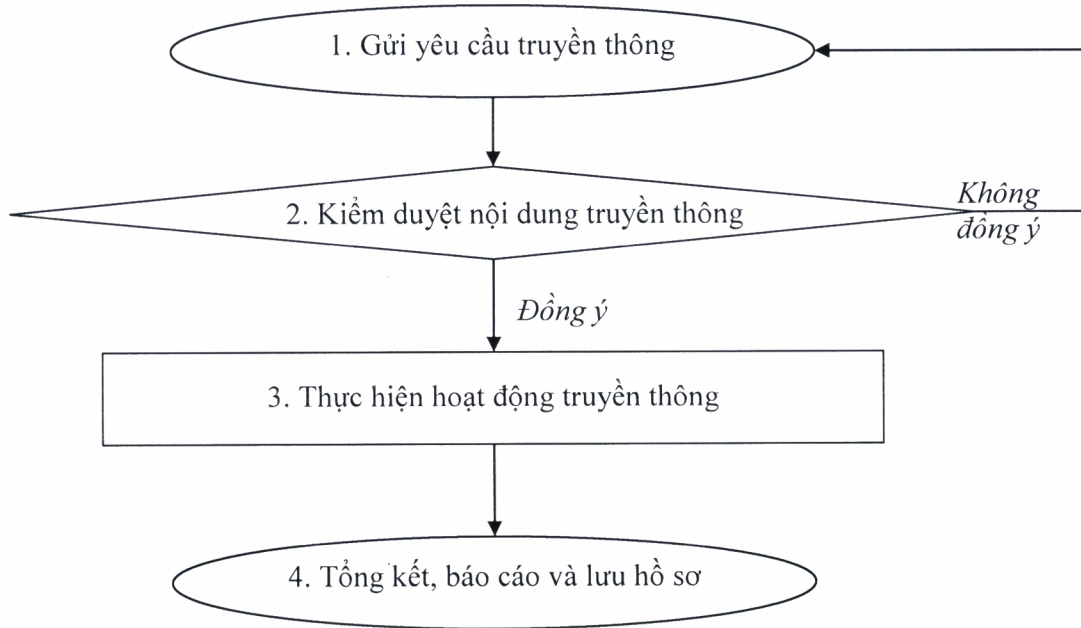 1. Gửi yêu cầu truyền thông
2. Kiểm duyệt nội dung truyền thông
Không
đồng ý
Đồng ý
3. Thực hiện hoạt động truyền thông
4. Tổng kết, báo cáo và lưu hồ sơ